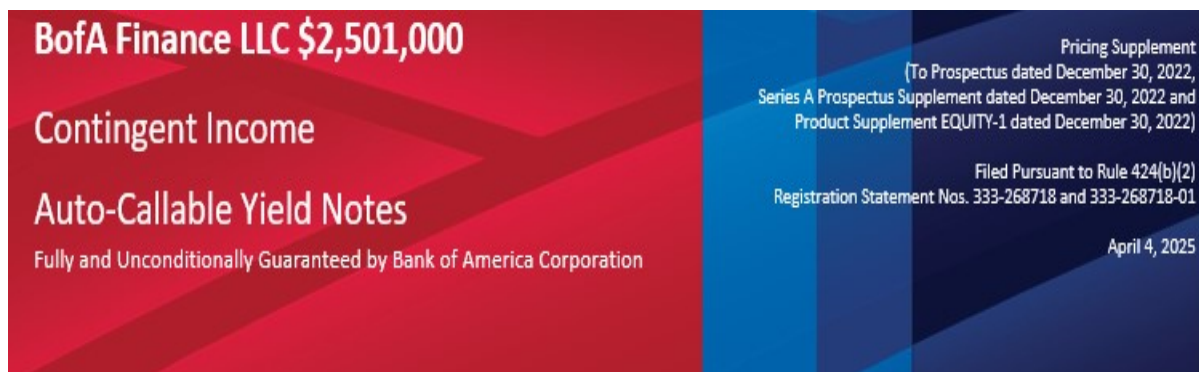 BofA Finance LLC $2,501,000
Contingent Income
Auto-Callable Yield Notes
Fully and Unconditionally Guaranteed by Bank of America Corporation
Pricing Supplement
(To Prospectus dated December 30, 2022,
Series A Prospectus Supplement dated December 30, 2022 and
Product Supplement EQUITY-1 dated December 30, 2022)
Filed Pursuant to Rule 424(b)(2)
Registration Statement Nos. 333-268718 and 333-268718-01
April 4, 2025